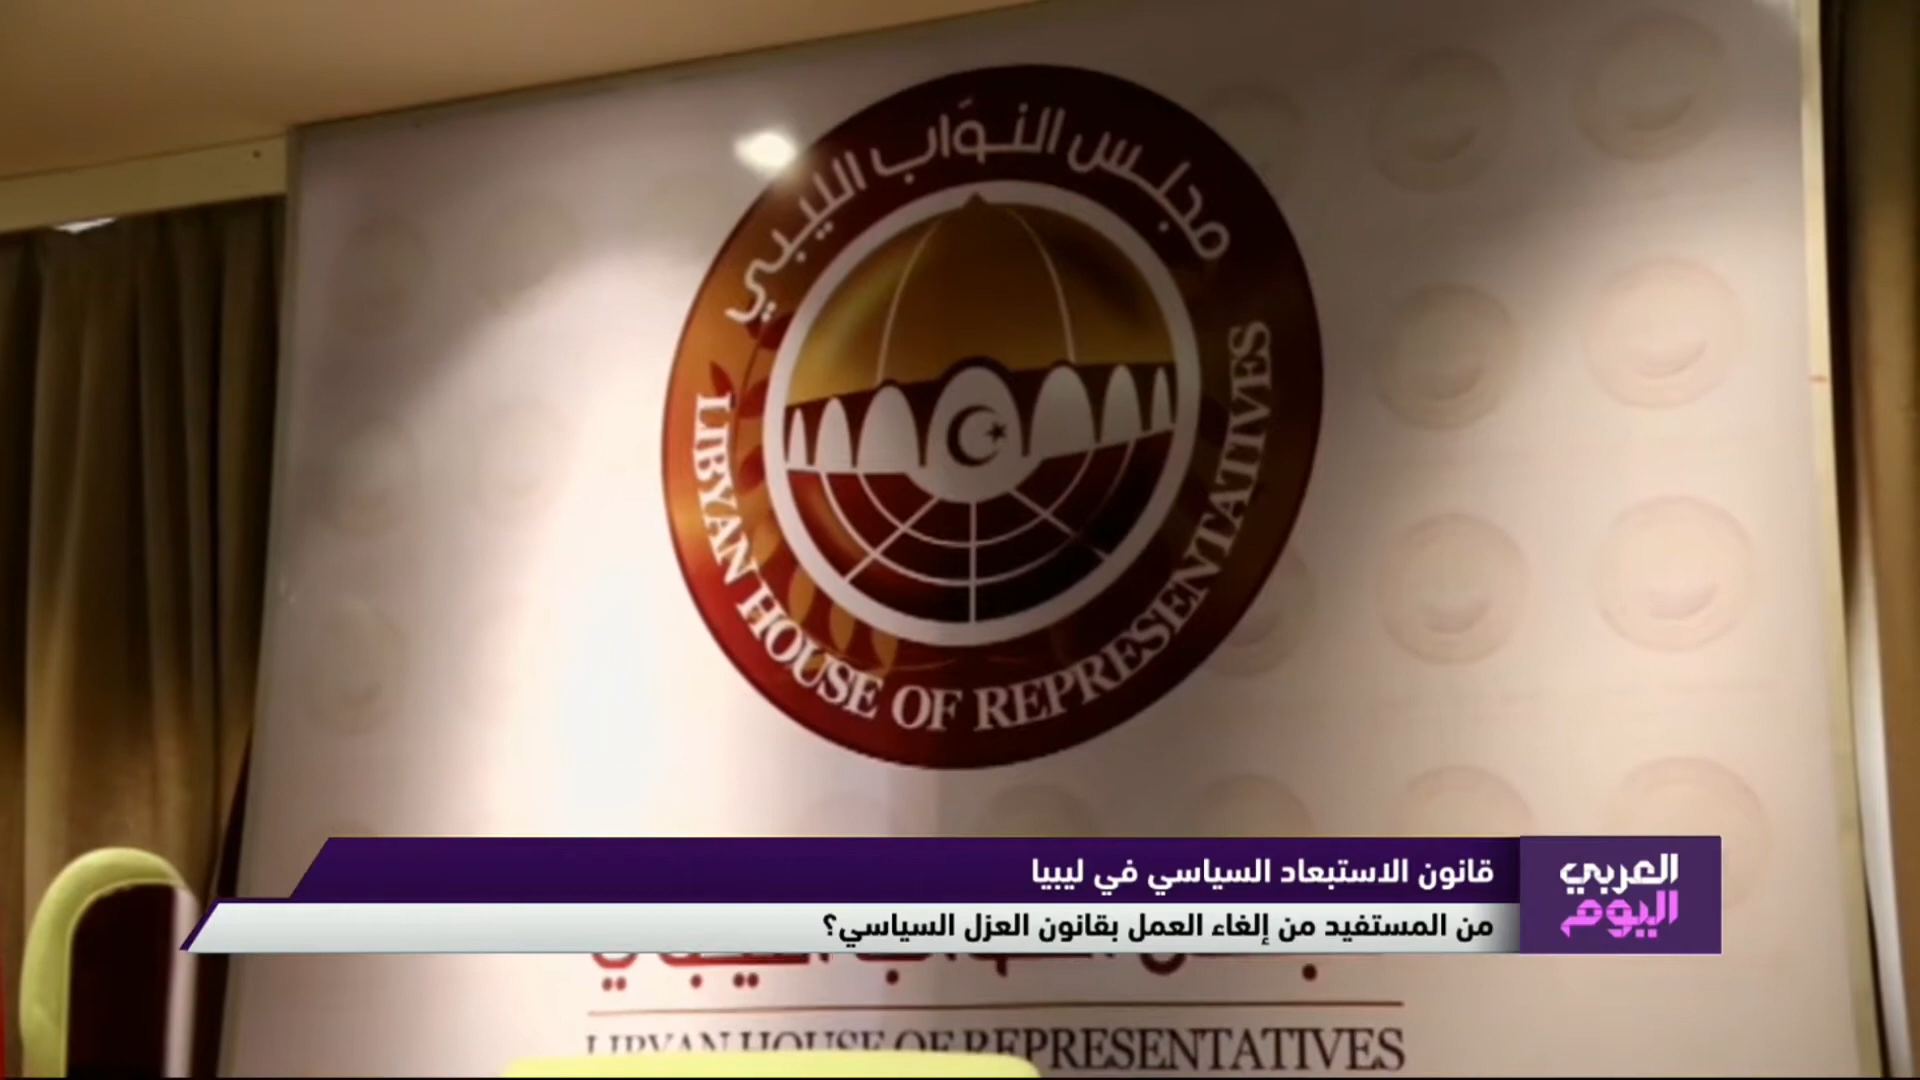 مجلس النوّاب الليبي
LIBYAN HOUSE OF REPRESENTATIVES
قانون الاستبعاد السياسي في ليبيا
من المستفيد من إلغاء العمل بقانون العزل السياسي؟
العربي
اليوم
LIBYAN HOUSE OF REPRESENTATIVES